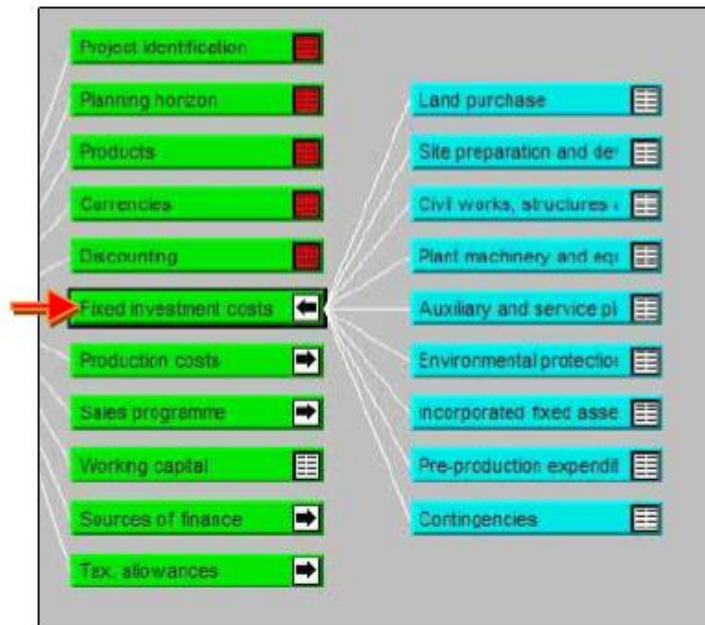 Project identification
Planning horizon
Products
Currencies
Discounting
Fixed investment costs
Production costs
Sales programme
Working capital
Sources of finance
Tax, allowances
Land purchase
Site preparation and de
Civil works, structures
Plant machinery and equ
Auxiliary and service pl
Environmental protection
Incorporated fixed asse
Pre-production expendit
Contingencies